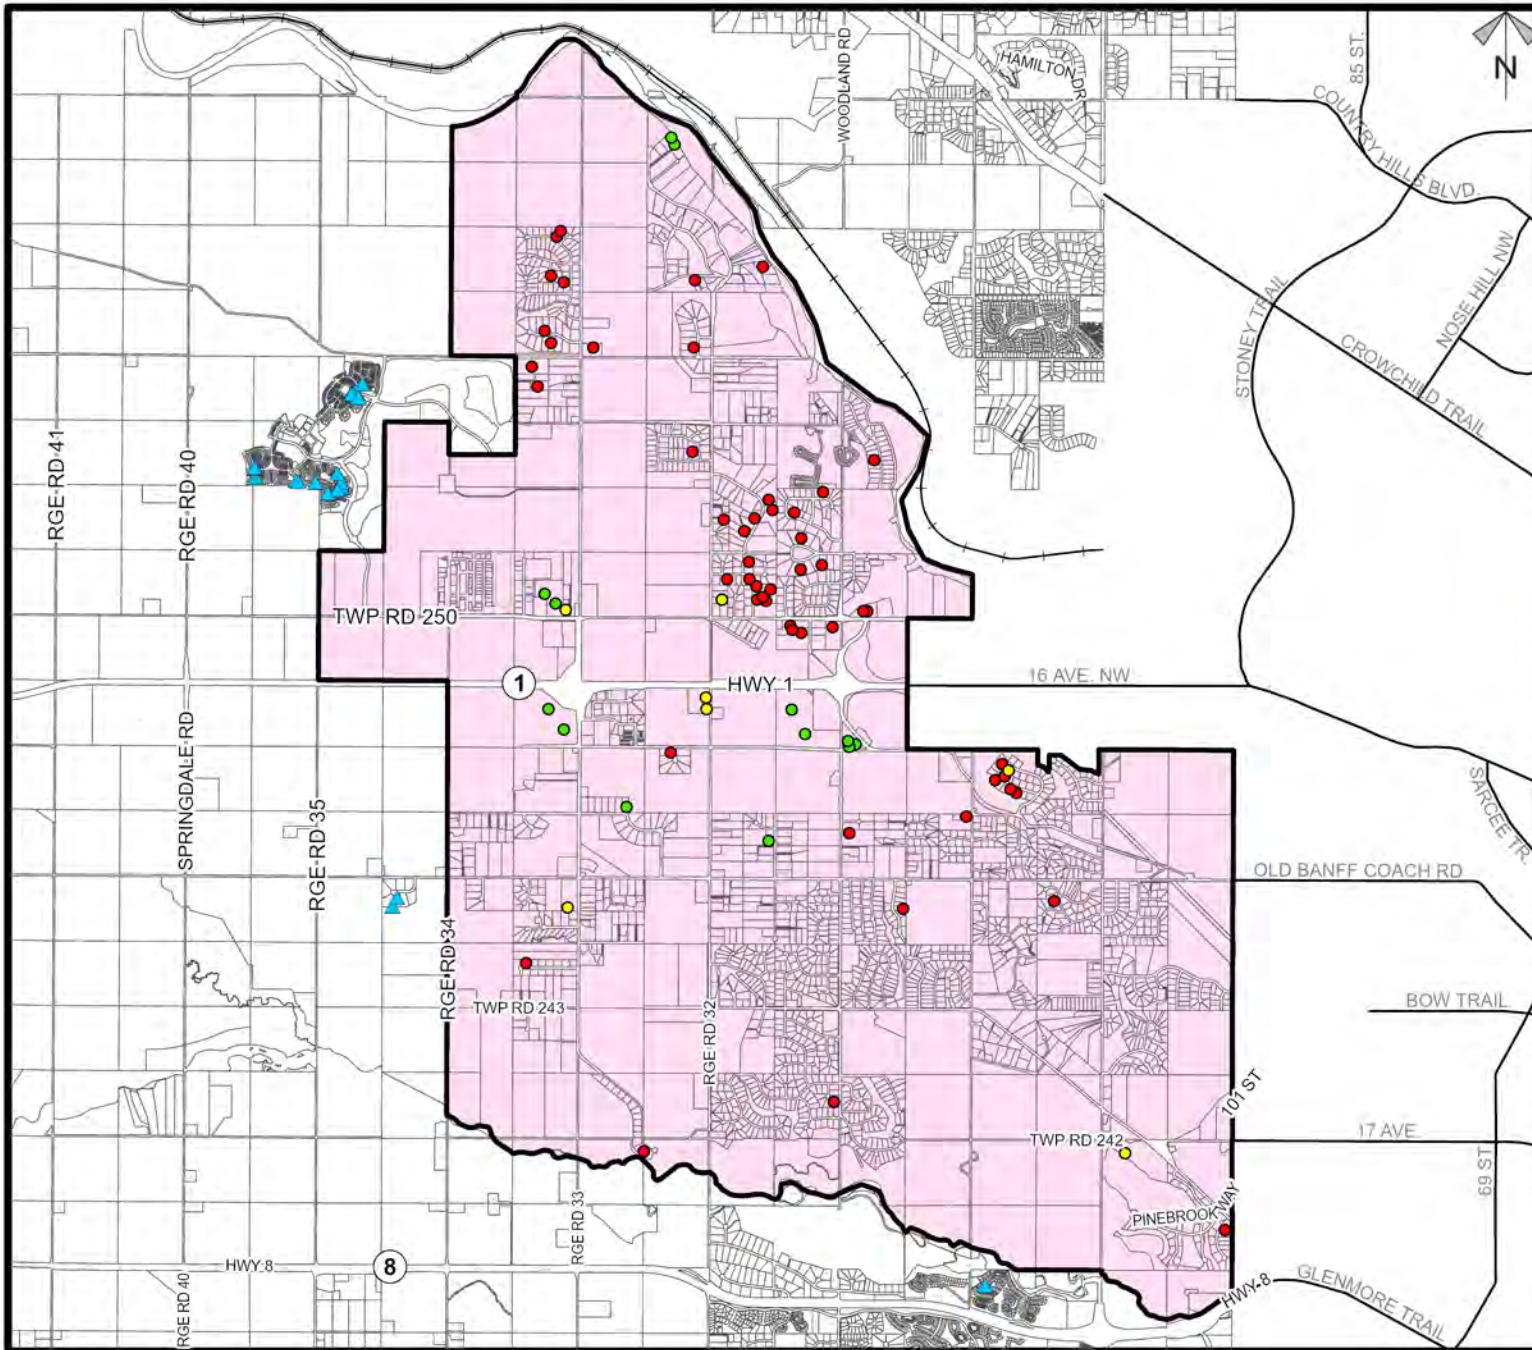 WOODLAND RD
HAMILTON DR
85 ST.
N
COUNTRY HILLS BLVD.
NOSE HILL NW
STONEY TRAIL
CROWCHILD TRAIL
RGE RD 41
RGE RD 40
TWP RD 250
1
HWY 1
16 AVE. NW
SPRINGDALE RD
RGE RD 35
SARCEE TR.
OLD BANFF COACH RD
RGE RD 34
TWP RD 243
RGE RD 32
BOW TRAIL
101 ST
TWP RD 242
17 AVE.
69 ST
PINEBROOK WAY
RGE RD 33
HWY 8
8
RGE RD 40
HWY 8
GLENMORE TRAIL